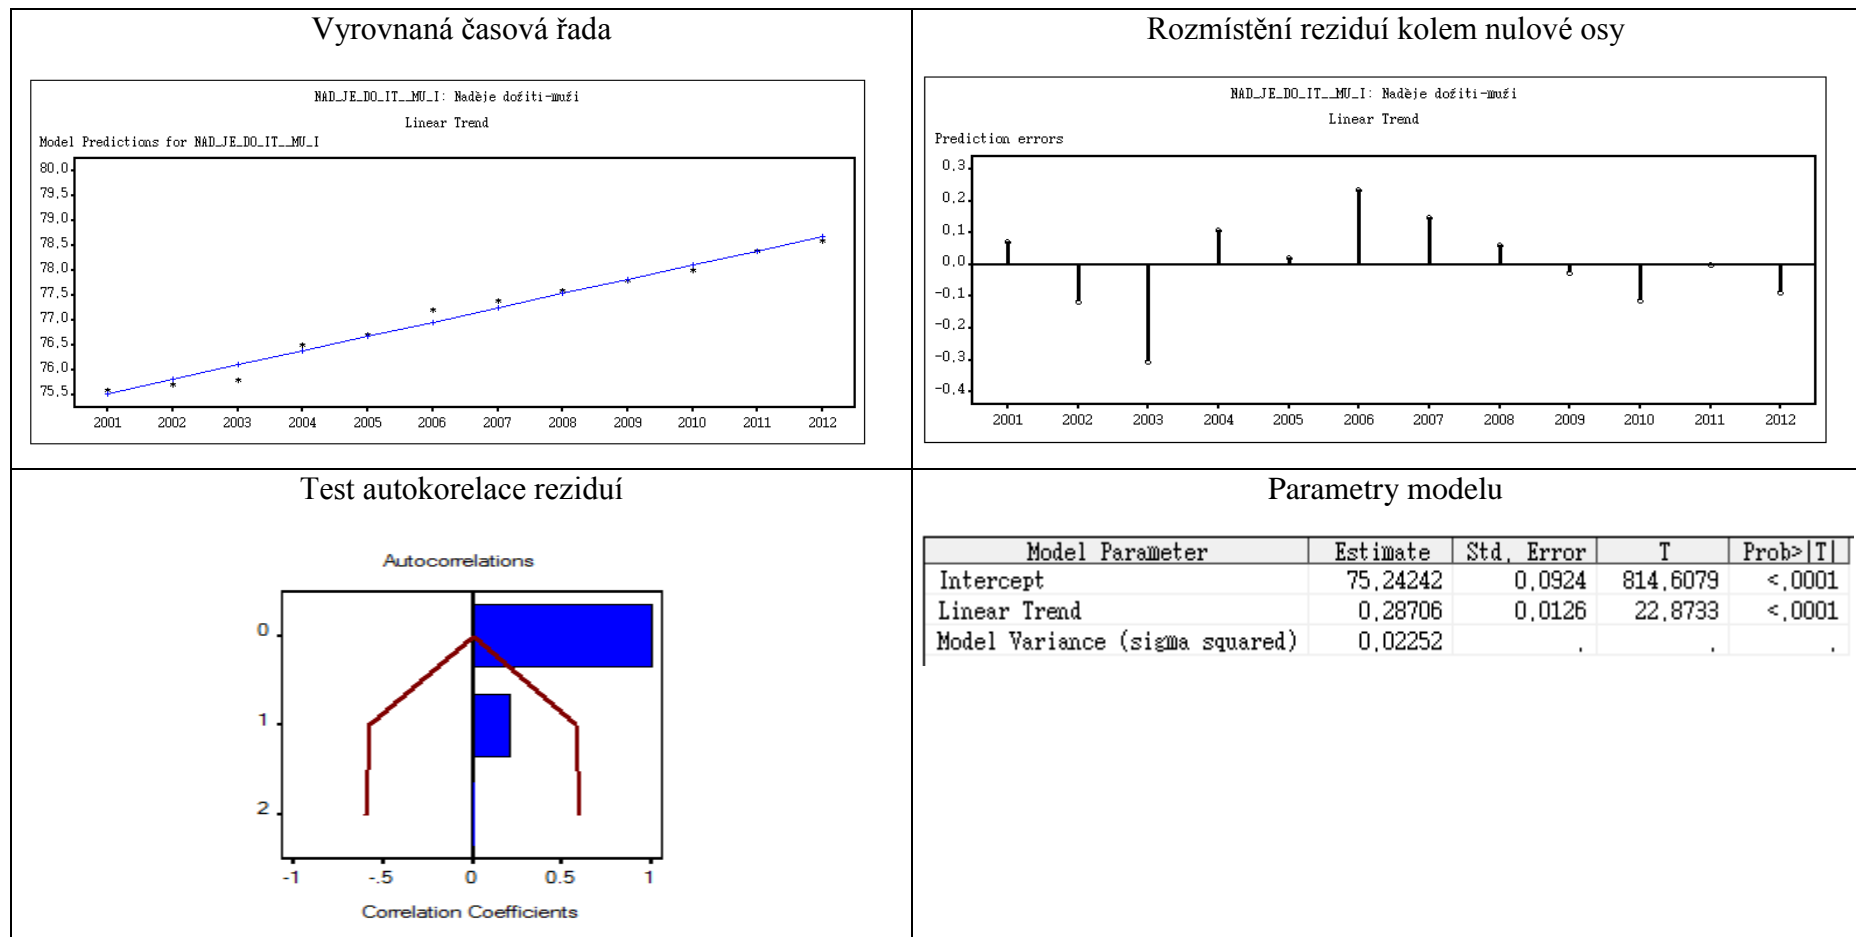 Vyrovnaná časová řada
NAD_JE_DO_IT__MU_I: Naděje dožití-muži
Linear Trend
Model Predictions for NAD_JE_DO_IT__MU_I
80,0
79,5
79,0
78,5
78,0
77,5
77,0
76,5
76,0
75,5
2001 2002 2003 2004 2005 2006 2007 2008 2009 2010 2011 2012
Rozmístění reziduí kolem nulové osy
NAD_JE_DO_IT__MU_I: Naděje dožití-muži
Linear Trend
Prediction errors
0,3
0,2
0,1
0,0
-0,1
-0,2
-0,3
-0,4
2001 2002 2003 2004 2005 2006 2007 2008 2009 2010 2011 2012
Test autokorelace reziduí
Autocorrelations
0
1
2
-1 -.5 0 0.5 1
Correlation Coefficients
Parametry modelu
Model Parameter Estimate Std. Error T Prob>|T|
Intercept 75,24242 0,0924 814,6079 <,0001
Linear Trend 0,28706 0,0126 22,8733 <,0001
Model Variance (sigma squared) 0,02252 . . .